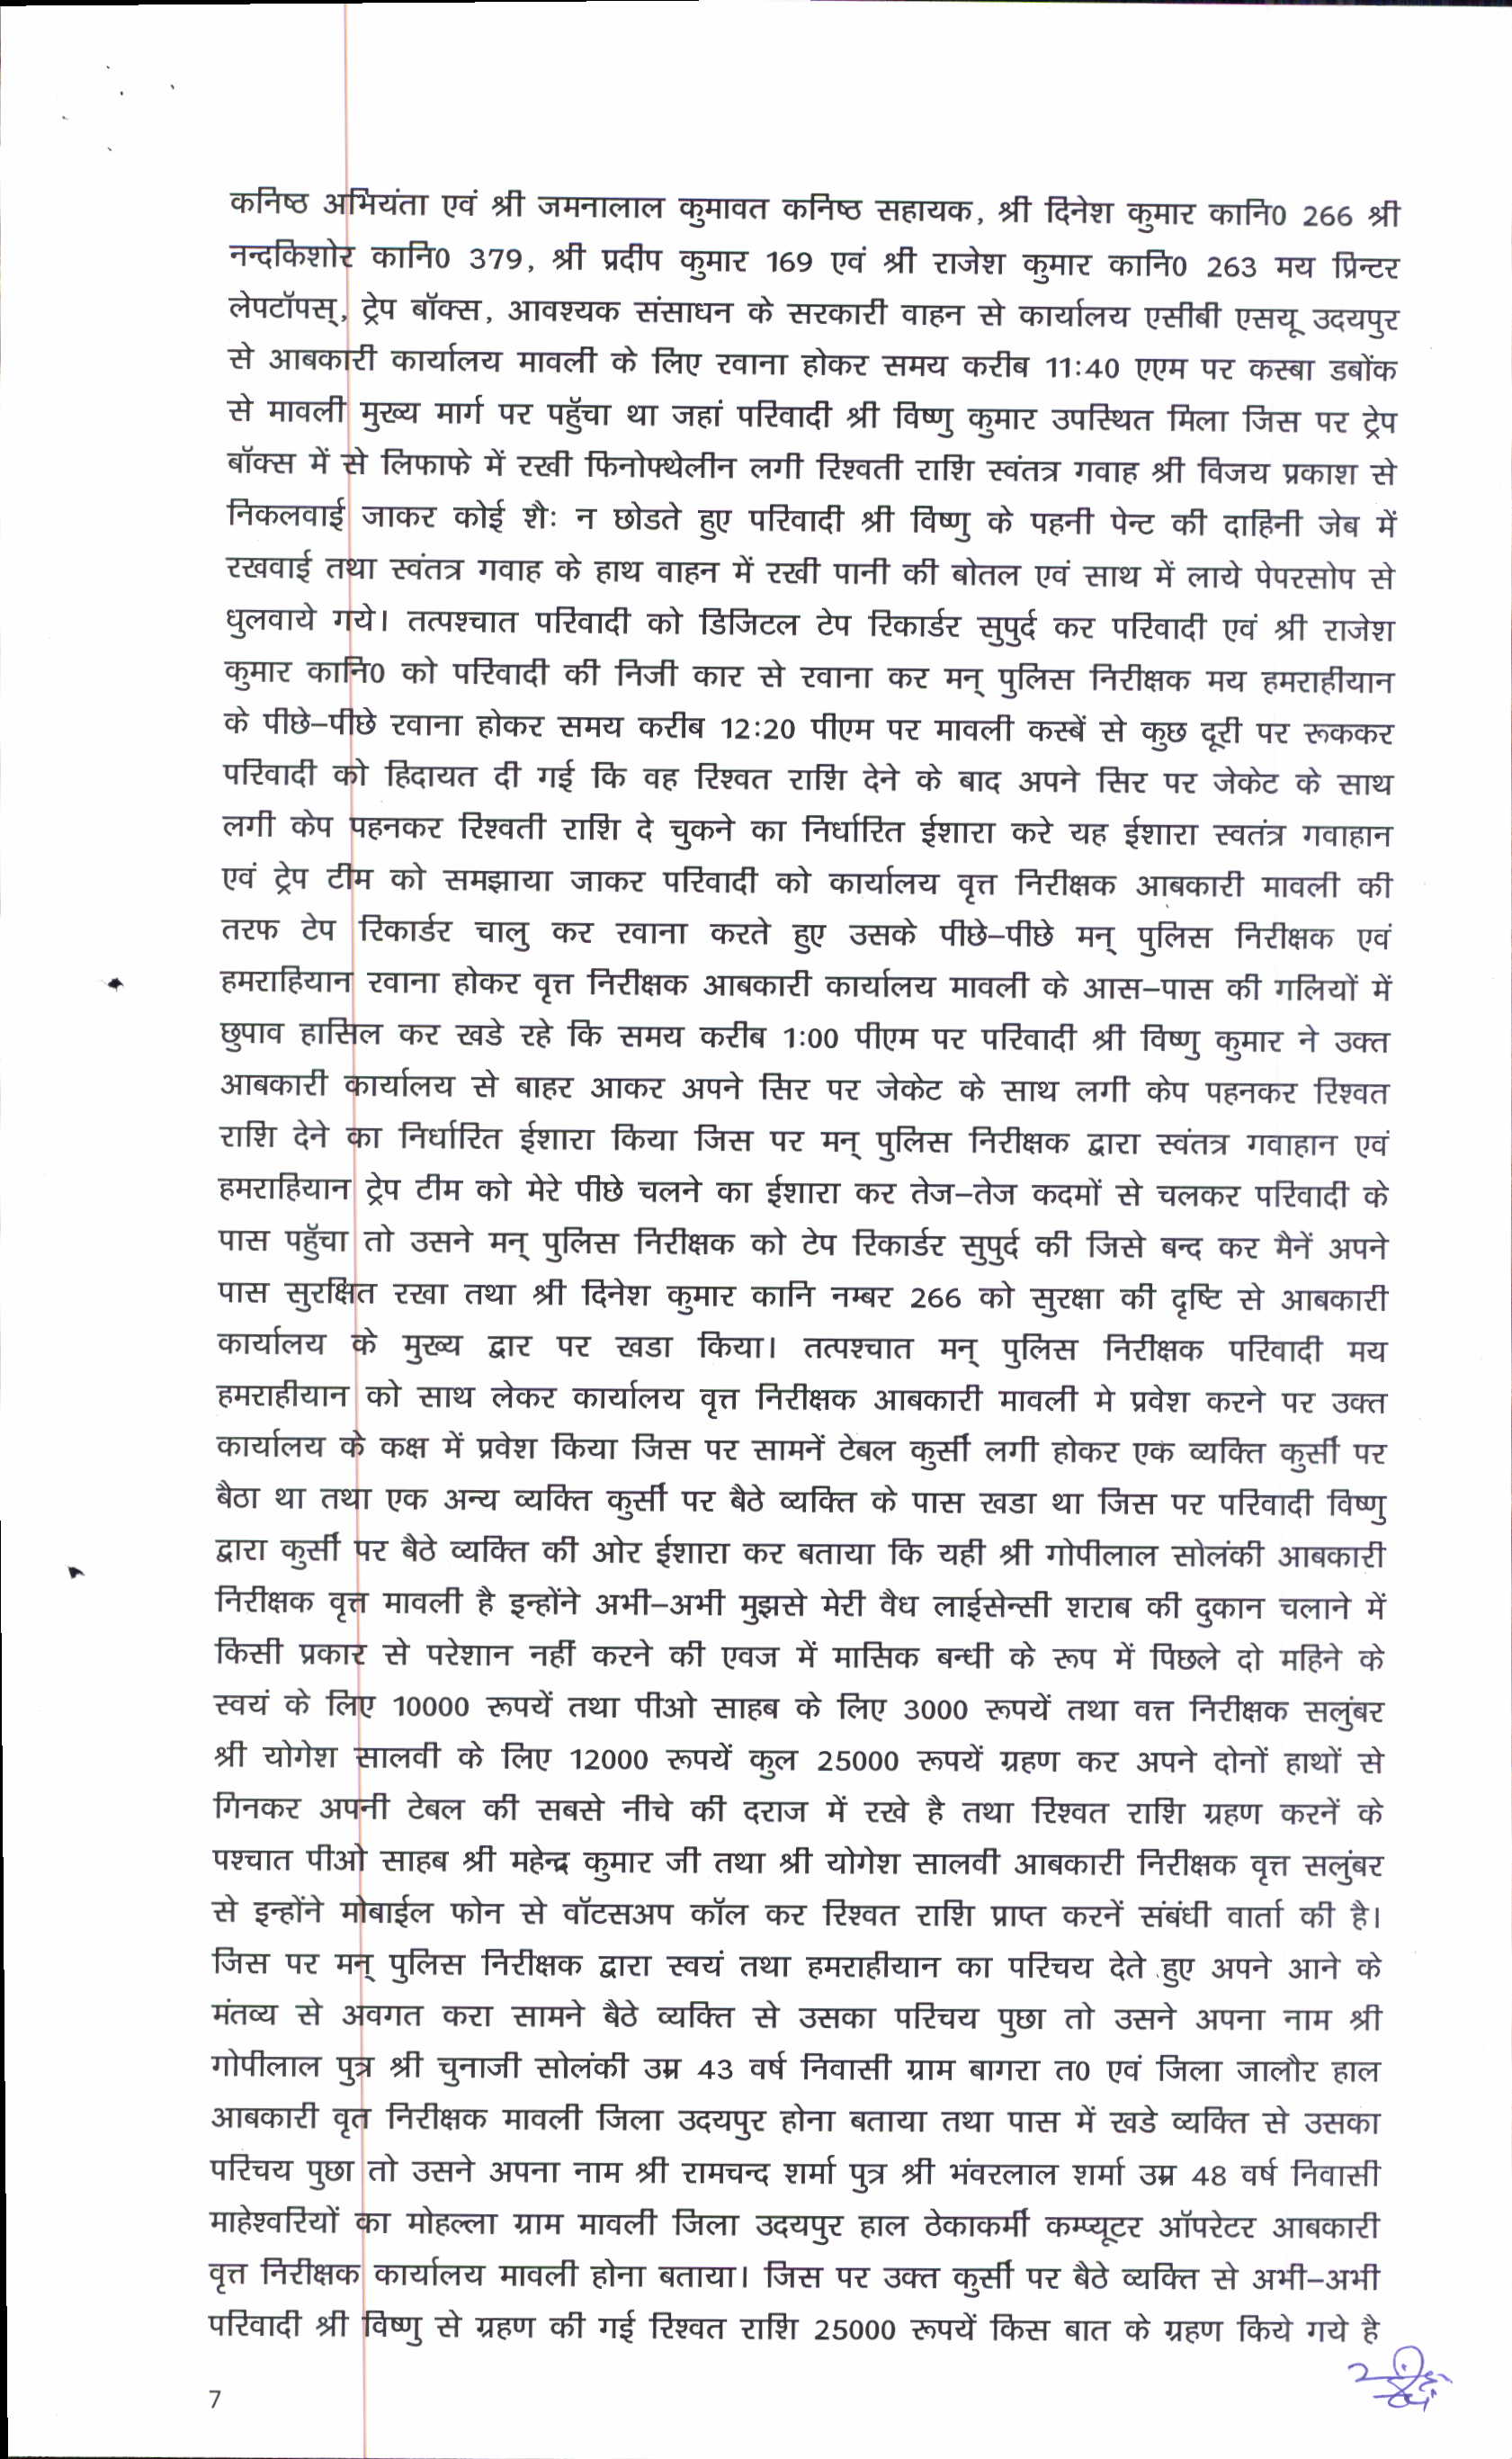 कनिष्ठ अभियंता एवं श्री जमनालाल कुमावत कनिष्ठ सहायक, श्री दिनेश कुमार कानि0 266 श्री
नन्दकिशोर कानि0 379, श्री प्रदीप कुमार 169 एवं श्री राजेश कुमार कानि0 263 मय प्रिन्टर
लेपटॉपस्, ट्रेप बॉक्स, आवश्यक संसाधन के सरकारी वाहन से कार्यालय एसीबी एसयू उदयपुर
से आबकारी कार्यालय मावली के लिए रवाना होकर समय करीब 11:40 एएम पर कस्बा डबोंक
से मावली मुख्य मार्ग पर पहुँचा था जहां परिवादी श्री विष्णु कुमार उपस्थित मिला जिस पर ट्रेप
बॉक्स में से लिफाफे में रखी फिनोफ्थेलीन लगी रिश्वती राशि स्वंतत्र गवाह श्री विजय प्रकाश से
निकलवाई जाकर कोई शैः न छोडते हुए परिवादी श्री विष्णु के पहनी पेन्ट की दाहिनी जेब में
रखवाई तथा स्वंतत्र गवाह के हाथ वाहन में रखी पानी की बोतल एवं साथ में लाये पेपरसोप से
धुलवाये गये। तत्पश्चात परिवादी को डिजिटल टेप रिकार्डर सुपुर्द कर परिवादी एवं श्री राजेश
कुमार कानि0 को परिवादी की निजी कार से रवाना कर मन् पुलिस निरीक्षक मय हमराहीयान
के पीछे–पीछे रवाना होकर समय करीब 12:20 पीएम पर मावली कस्बें से कुछ दूरी पर रूककर
परिवादी को हिदायत दी गई कि वह रिश्वत राशि देने के बाद अपने सिर पर जेकेट के साथ
लगी केप पहनकर रिश्वती राशि दे चुकने का निर्धारित ईशारा करे यह ईशारा स्वतंत्र गवाहान
एवं ट्रेप टीम को समझाया जाकर परिवादी को कार्यालय वृत्त निरीक्षक आबकारी मावली की
तरफ टेप रिकार्डर चालु कर रवाना करते हुए उसके पीछे–पीछे मन् पुलिस निरीक्षक एवं
हमराहियान रवाना होकर वृत्त निरीक्षक आबकारी कार्यालय मावली के आस–पास की गलियों में
छुपाव हासिल कर खडे रहे कि समय करीब 1:00 पीएम पर परिवादी श्री विष्णु कुमार ने उक्त
आबकारी कार्यालय से बाहर आकर अपने सिर पर जेकेट के साथ लगी केप पहनकर रिश्वत
राशि देने का निर्धारित ईशारा किया जिस पर मन् पुलिस निरीक्षक द्वारा स्वंतत्र गवाहान एवं
हमराहियान ट्रेप टीम को मेरे पीछे चलने का ईशारा कर तेज–तेज कदमों से चलकर परिवादी के
पास पहुँचा तो उसने मन् पुलिस निरीक्षक को टेप रिकार्डर सुपुर्द की जिसे बन्द कर मैनें अपने
पास सुरक्षित रखा तथा श्री दिनेश कुमार कानि नम्बर 266 को सुरक्षा की दृष्टि से आबकारी
कार्यालय के मुख्य द्वार पर खडा किया। तत्पश्चात मन् पुलिस निरीक्षक परिवादी मय
हमराहीयान को साथ लेकर कार्यालय वृत्त निरीक्षक आबकारी मावली मे प्रवेश करने पर उक्त
कार्यालय के कक्ष में प्रवेश किया जिस पर सामनें टेबल कुर्सी लगी होकर एक व्यक्ति कुर्सी पर
बैठा था तथा एक अन्य व्यक्ति कुर्सी पर बैठे व्यक्ति के पास खडा था जिस पर परिवादी विष्णु
द्वारा कुर्सी पर बैठे व्यक्ति की ओर ईशारा कर बताया कि यही श्री गोपीलाल सोलंकी आबकारी
निरीक्षक वृत्त मावली है इन्होंने अभी–अभी मुझसे मेरी वैध लाईसेन्सी शराब की दुकान चलाने में
किसी प्रकार से परेशान नहीं करने की एवज में मासिक बन्धी के रूप में पिछले दो महिने के
स्वयं के लिए 10000 रूपयें तथा पीओ साहब के लिए 3000 रूपयें तथा वत्त निरीक्षक सलुंबर
श्री योगेश सालवी के लिए 12000 रूपयें कुल 25000 रूपयें ग्रहण कर अपने दोनों हाथों से
गिनकर अपनी टेबल की सबसे नीचे की दराज में रखे है तथा रिश्वत राशि ग्रहण करनें के
पश्चात पीओ साहब श्री महेन्द्र कुमार जी तथा श्री योगेश सालवी आबकारी निरीक्षक वृत्त सलुंबर
से इन्होंने मोबाईल फोन से वॉटसअप कॉल कर रिश्वत राशि प्राप्त करनें संबंधी वार्ता की है।
जिस पर मन् पुलिस निरीक्षक द्वारा स्वयं तथा हमराहीयान का परिचय देते हुए अपने आने के
मंतव्य से अवगत करा सामने बैठे व्यक्ति से उसका परिचय पुछा तो उसने अपना नाम श्री
गोपीलाल पुत्र श्री चुनाजी सोलंकी उम्र 43 वर्ष निवासी ग्राम बागरा त0 एवं जिला जालौर हाल
आबकारी वृत निरीक्षक मावली जिला उदयपुर होना बताया तथा पास में खडे व्यक्ति से उसका
परिचय पुछा तो उसने अपना नाम श्री रामचन्द शर्मा पुत्र श्री भंवरलाल शर्मा उम्र 48 वर्ष निवासी
माहेश्वरियों का मोहल्ला ग्राम मावली जिला उदयपुर हाल ठेकाकर्मी कम्प्यूटर ऑपरेटर आबकारी
वृत्त निरीक्षक कार्यालय मावली होना बताया। जिस पर उक्त कुर्सी पर बैठे व्यक्ति से अभी–अभी
परिवादी श्री विष्णु से ग्रहण की गई रिश्वत राशि 25000 रूपयें किस बात के ग्रहण किये गये है
7